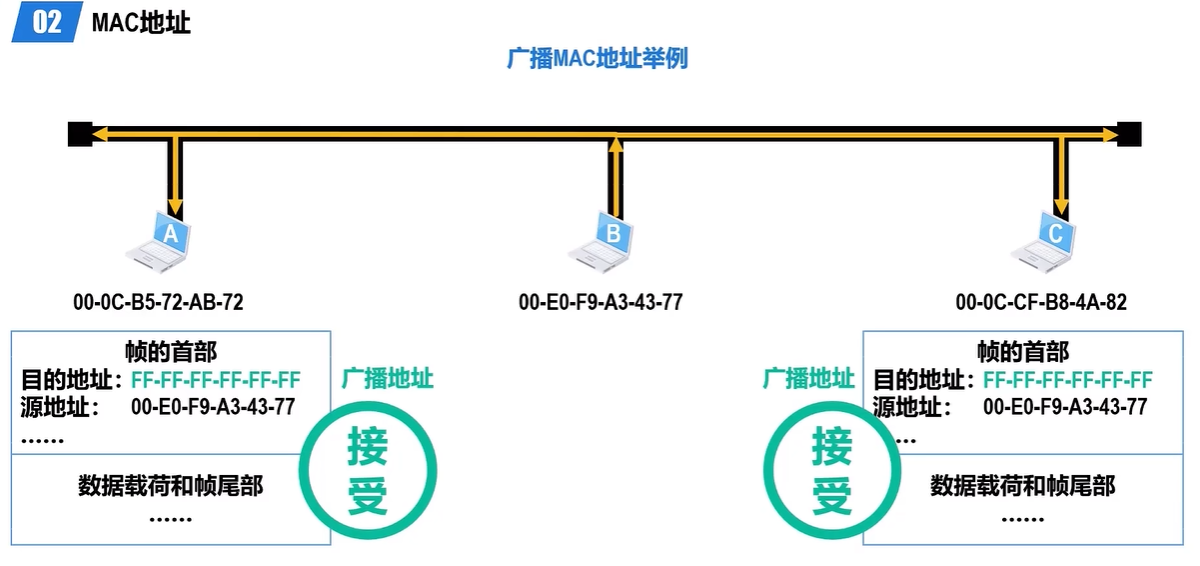 02 MAC地址
广播MAC地址举例
A
B
C
00-0C-B5-72-AB-72
00-E0-F9-A3-43-77
00-0C-CF-B8-4A-82
帧的首部
目的地址：FF-FF-FF-FF-FF-FF
源地址： 00-E0-F9-A3-43-77
……
数据载荷和帧尾部
……
广播地址
接
受
广播地址
接
受
帧的首部
目的地址：FF-FF-FF-FF-FF-FF
源地址： 00-E0-F9-A3-43-77
…
数据载荷和帧尾部
……